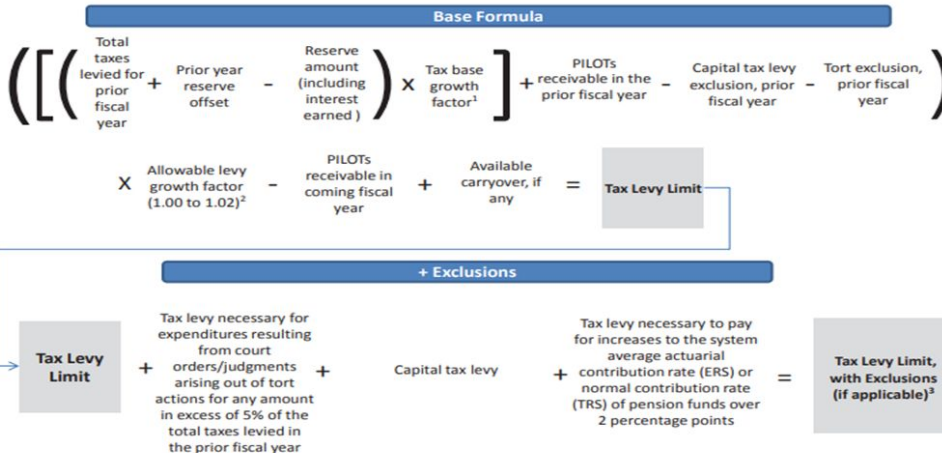 Base Formula
( [ ( Total taxes levied for prior fiscal year + Prior year reserve offset - Reserve amount (including interest earned ) ) X Tax base growth factor¹ ] + PILOTs receivable in the prior fiscal year - Capital tax levy exclusion, prior fiscal year - Tort exclusion, prior fiscal year )
X Allowable levy growth factor (1.00 to 1.02)² - PILOTs receivable in coming fiscal year + Available carryover, if any = Tax Levy Limit
+ Exclusions
Tax Levy Limit + Tax levy necessary for expenditures resulting from court orders/judgments arising out of tort actions for any amount in excess of 5% of the total taxes levied in the prior fiscal year + Capital tax levy + Tax levy necessary to pay for increases to the system average actuarial contribution rate (ERS) or normal contribution rate (TRS) of pension funds over 2 percentage points = Tax Levy Limit, with Exclusions (if applicable)³